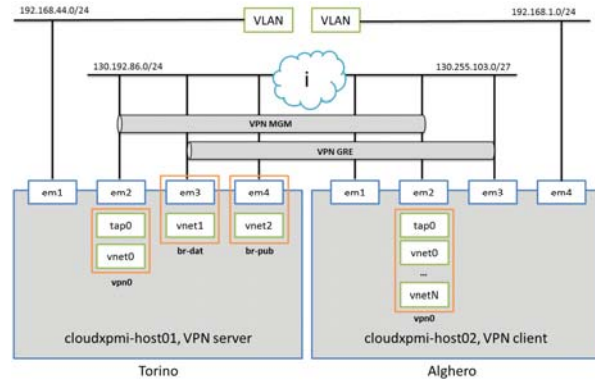 192.168.44.0/24
VLAN
VLAN
192.168.1.0/24
130.192.86.0/24
i
130.255.103.0/27
VPN MGM
VPN GRE
em1
em2
em3
em4
em1
em2
em3
em4
tap0
vnet1
vnet2
tap0
vnet0
br-dat
br-pub
vnet0
vpn0
...
vnetN
vpn0
cloudxpmi-host01, VPN server
cloudxpmi-host02, VPN client
Torino
Alghero